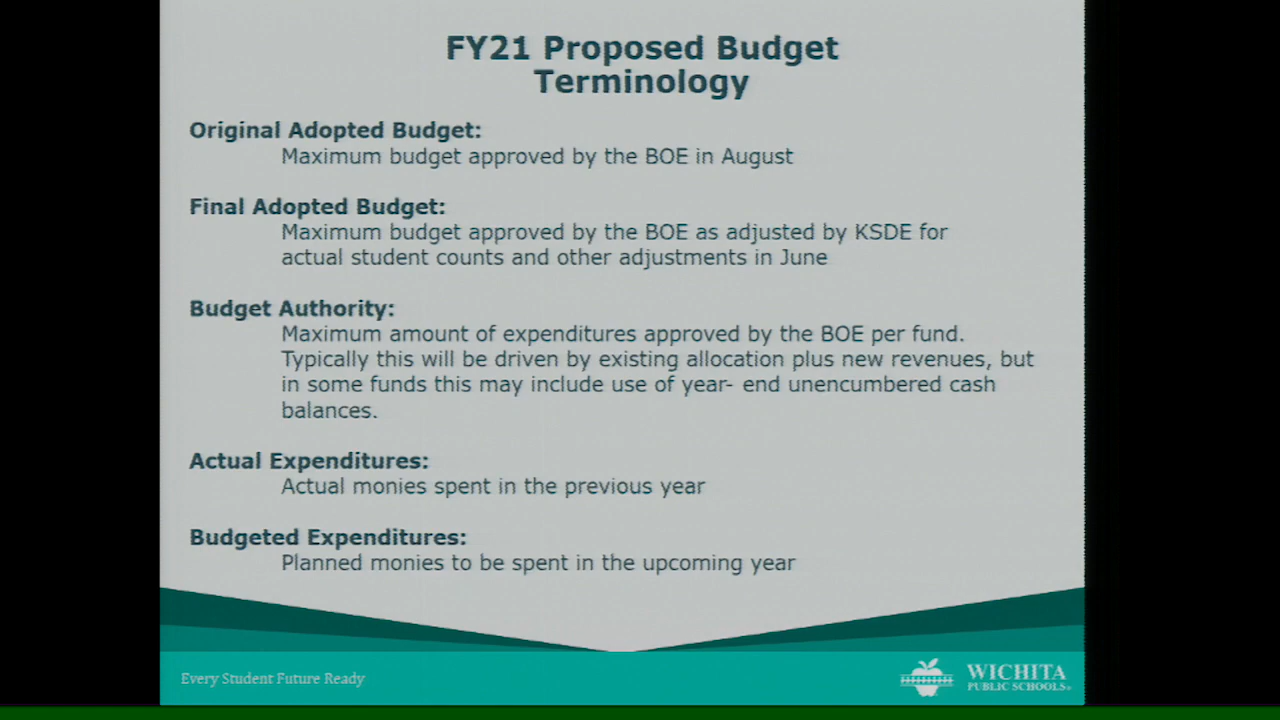 FY21 Proposed Budget
Terminology
Original Adopted Budget:
Maximum budget approved by the BOE in August
Final Adopted Budget:
Maximum budget approved by the BOE as adjusted by KSDE for
actual student counts and other adjustments in June
Budget Authority:
Maximum amount of expenditures approved by the BOE per fund.
Typically this will be driven by existing allocation plus new revenues, but
in some funds this may include use of year- end unencumbered cash
balances.
Actual Expenditures:
Actual monies spent in the previous year
Budgeted Expenditures:
Planned monies to be spent in the upcoming year
Every Student Future Ready
WICHITA
PUBLIC SCHOOLS®